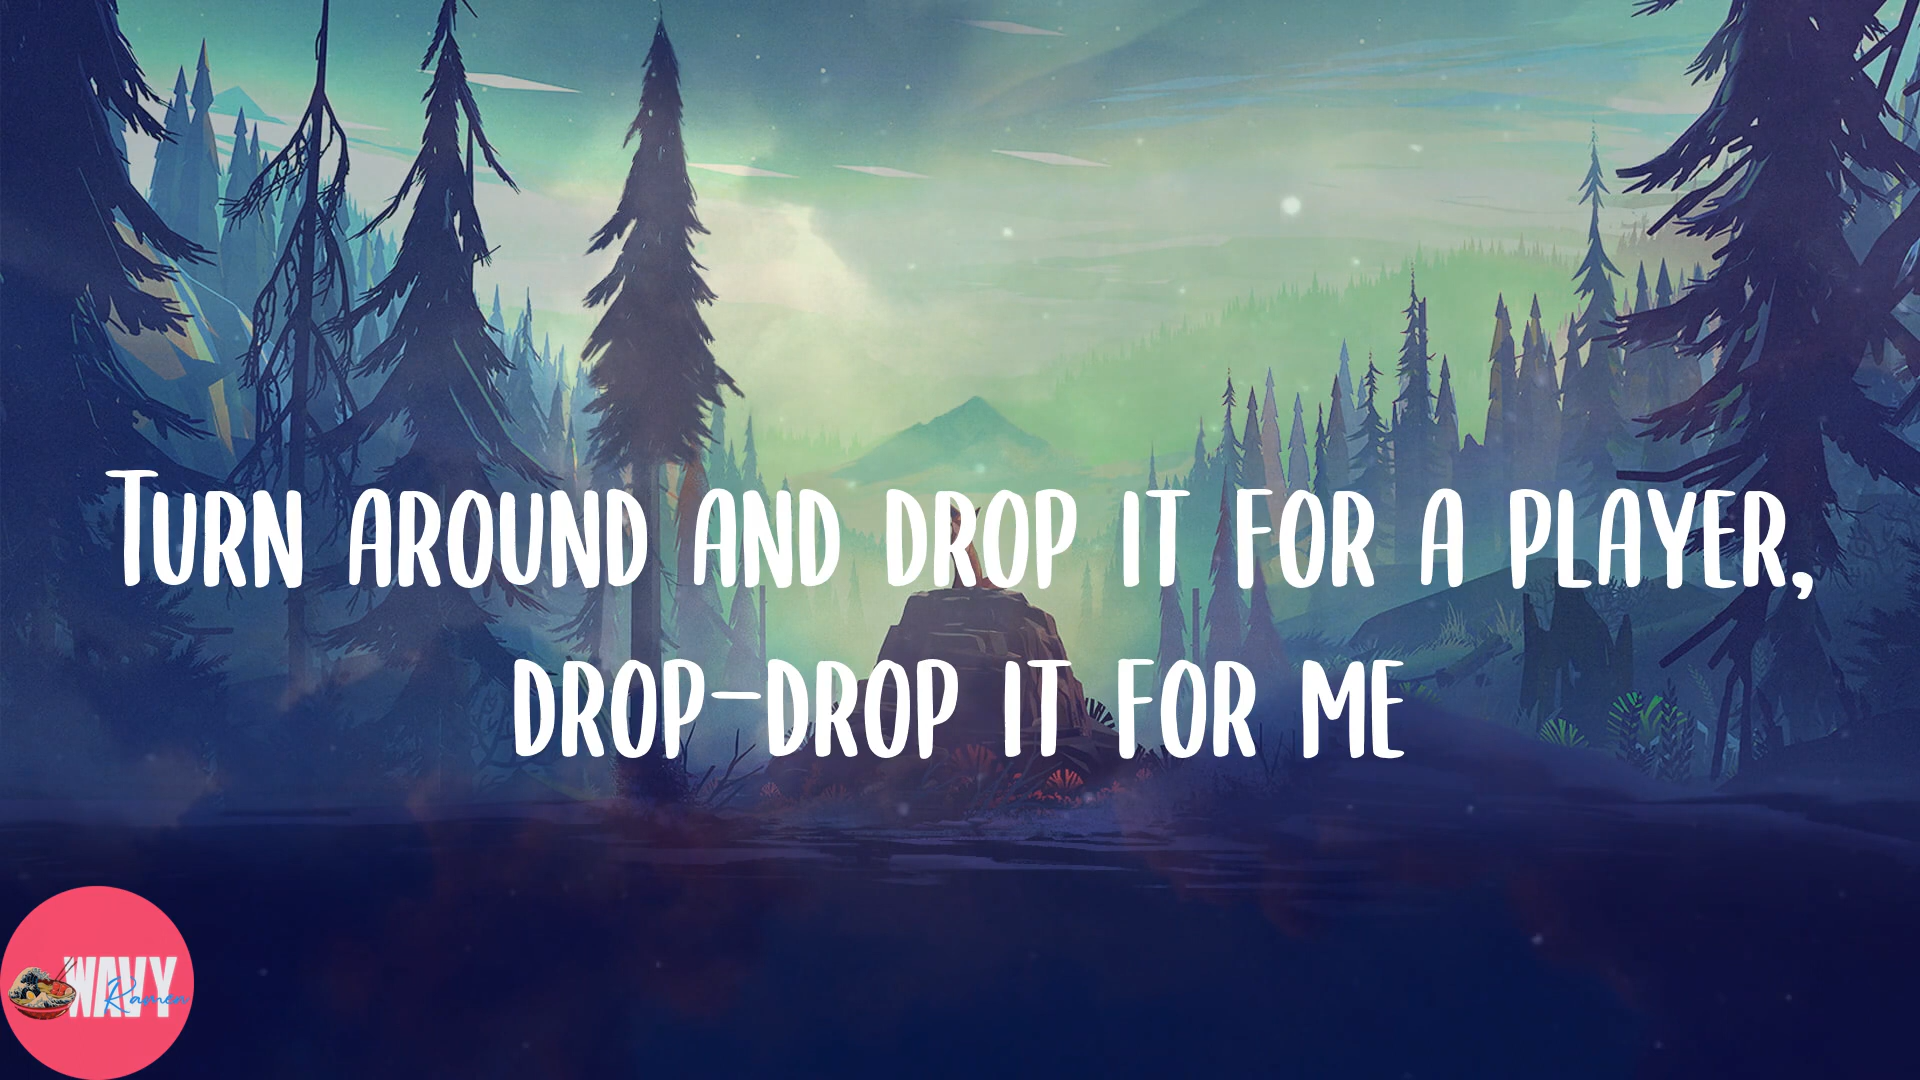 Turn around and drop it for a player,
drop-drop it for me
WAVY
Ramen